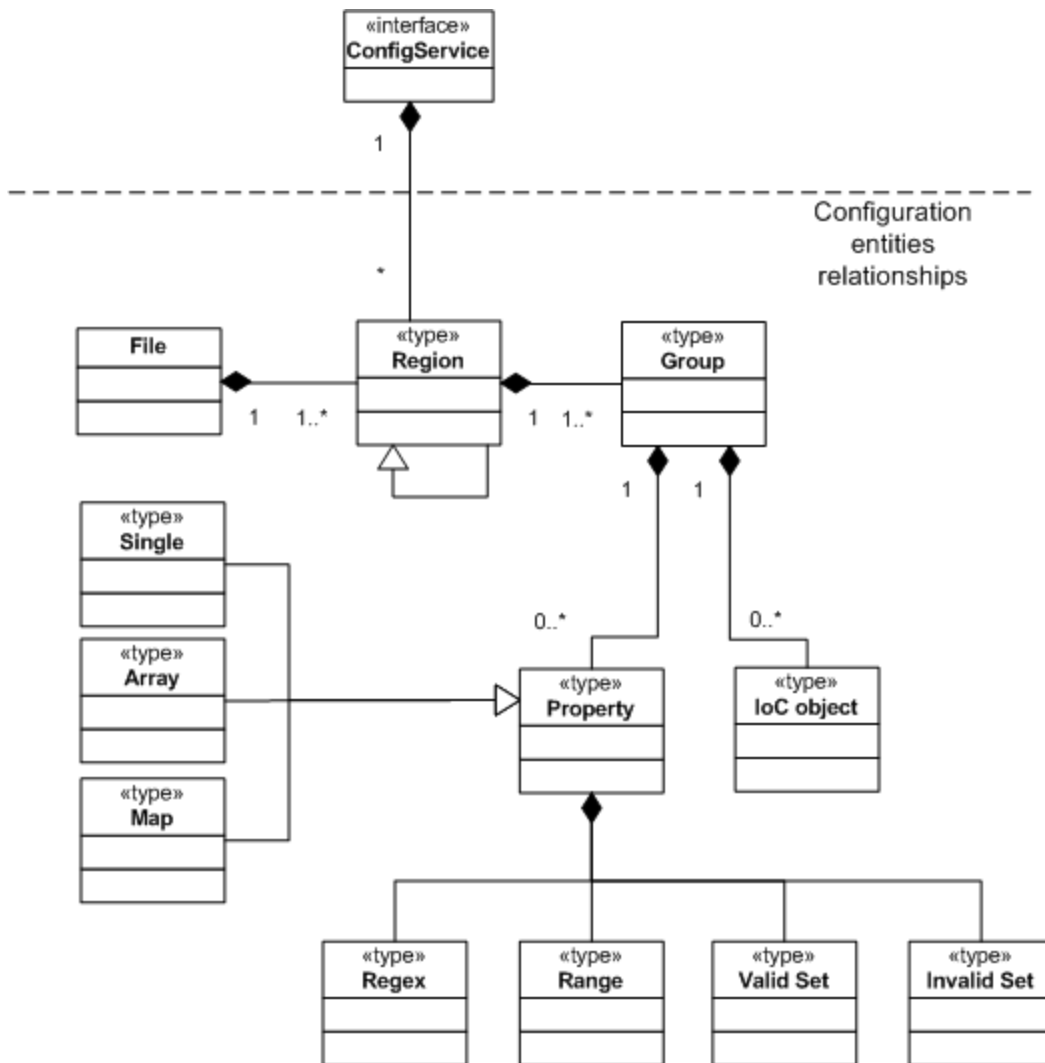 «interface»
ConfigService
1
Configuration
entities
relationships
*
File
«type»
Region
«type»
Group
1
1..*
1
1..*
1
1
«type»
Single
0..*
0..*
«type»
Array
«type»
Property
«type»
IoC object
«type»
Map
«type»
Regex
«type»
Range
«type»
Valid Set
«type»
Invalid Set